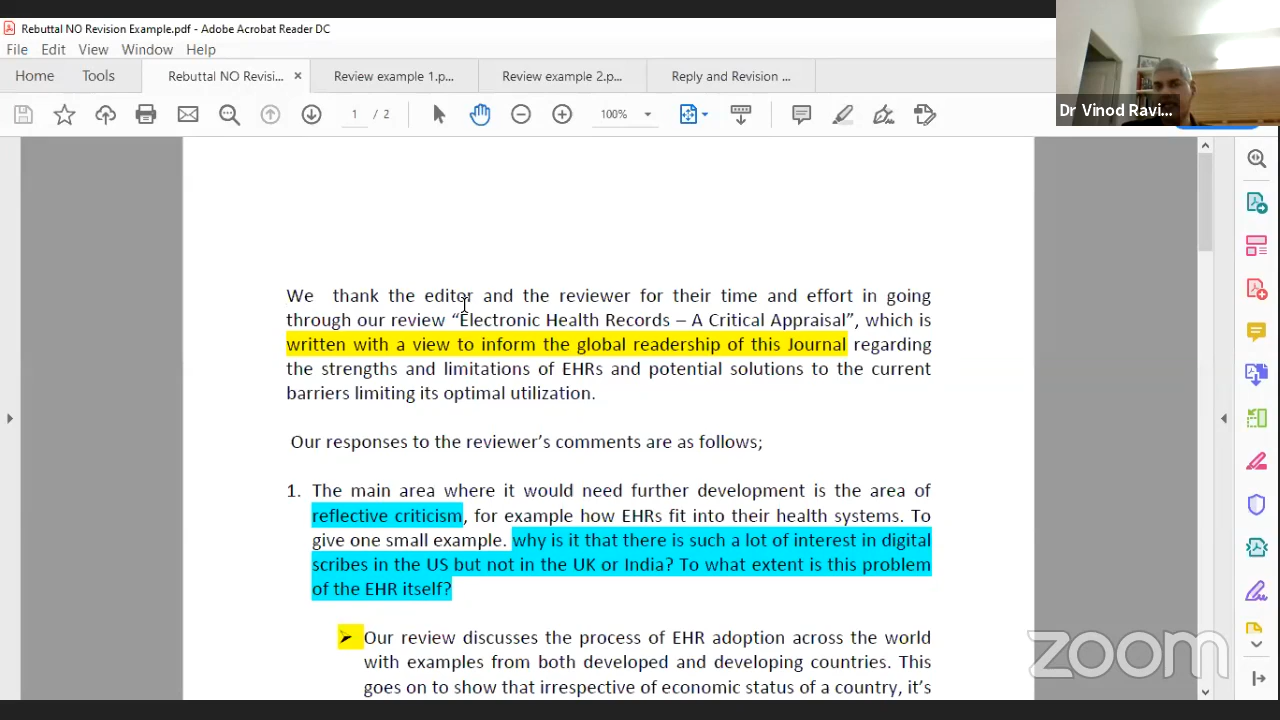 Rebuttal NO Revision Example.pdf - Adobe Acrobat Reader DC
File Edit View Window Help
Home Tools Rebuttal NO Revisi... × Review example 1.p... Review example 2.p... Reply and Revision ...
1 / 2 100%
Dr Vinod Ravi...
We thank the editor and the reviewer for their time and effort in going
through our review “Electronic Health Records – A Critical Appraisal”, which is
written with a view to inform the global readership of this Journal regarding
the strengths and limitations of EHRs and potential solutions to the current
barriers limiting its optimal utilization.
Our responses to the reviewer’s comments are as follows;
1. The main area where it would need further development is the area of
reflective criticism, for example how EHRs fit into their health systems. To
give one small example. why is it that there is such a lot of interest in digital
scribes in the US but not in the UK or India? To what extent is this problem
of the EHR itself?
➤ Our review discusses the process of EHR adoption across the world
with examples from both developed and developing countries. This
goes on to show that irrespective of economic status of a country, it’s
zoom